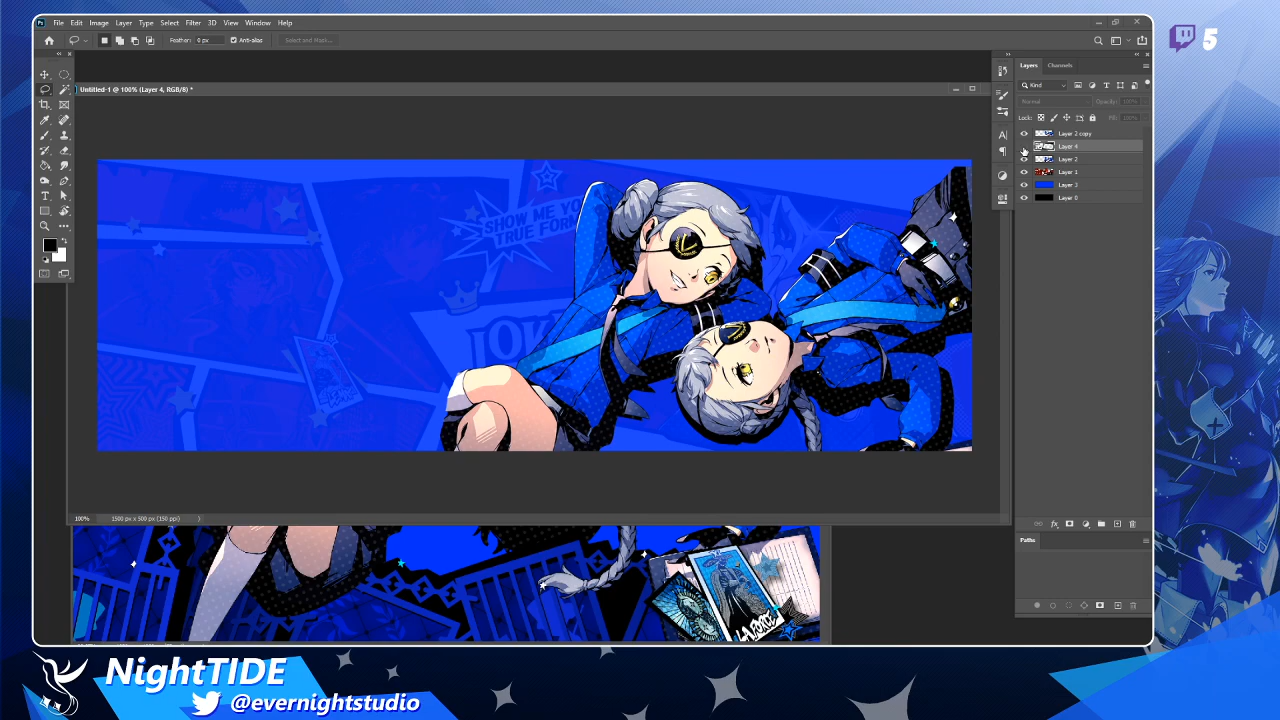 File Edit Image Layer Type Select Filter 3D View Window Help
Feather: 0 px Anti-alias Select and Mask...
5
Untitled-1 @ 100% (Layer 4, RGB/8) *
Layers Channels
Kind
Normal Opacity: 100%
Lock: Fill: 100%
Layer 2 copy
Layer 4
Layer 2
Layer 1
Layer 3
Layer 0
SHOW ME YO
TRUE FORM
100% 1500 px x 500 px (150 ppi)
Paths
NightTIDE
@evernightstudio